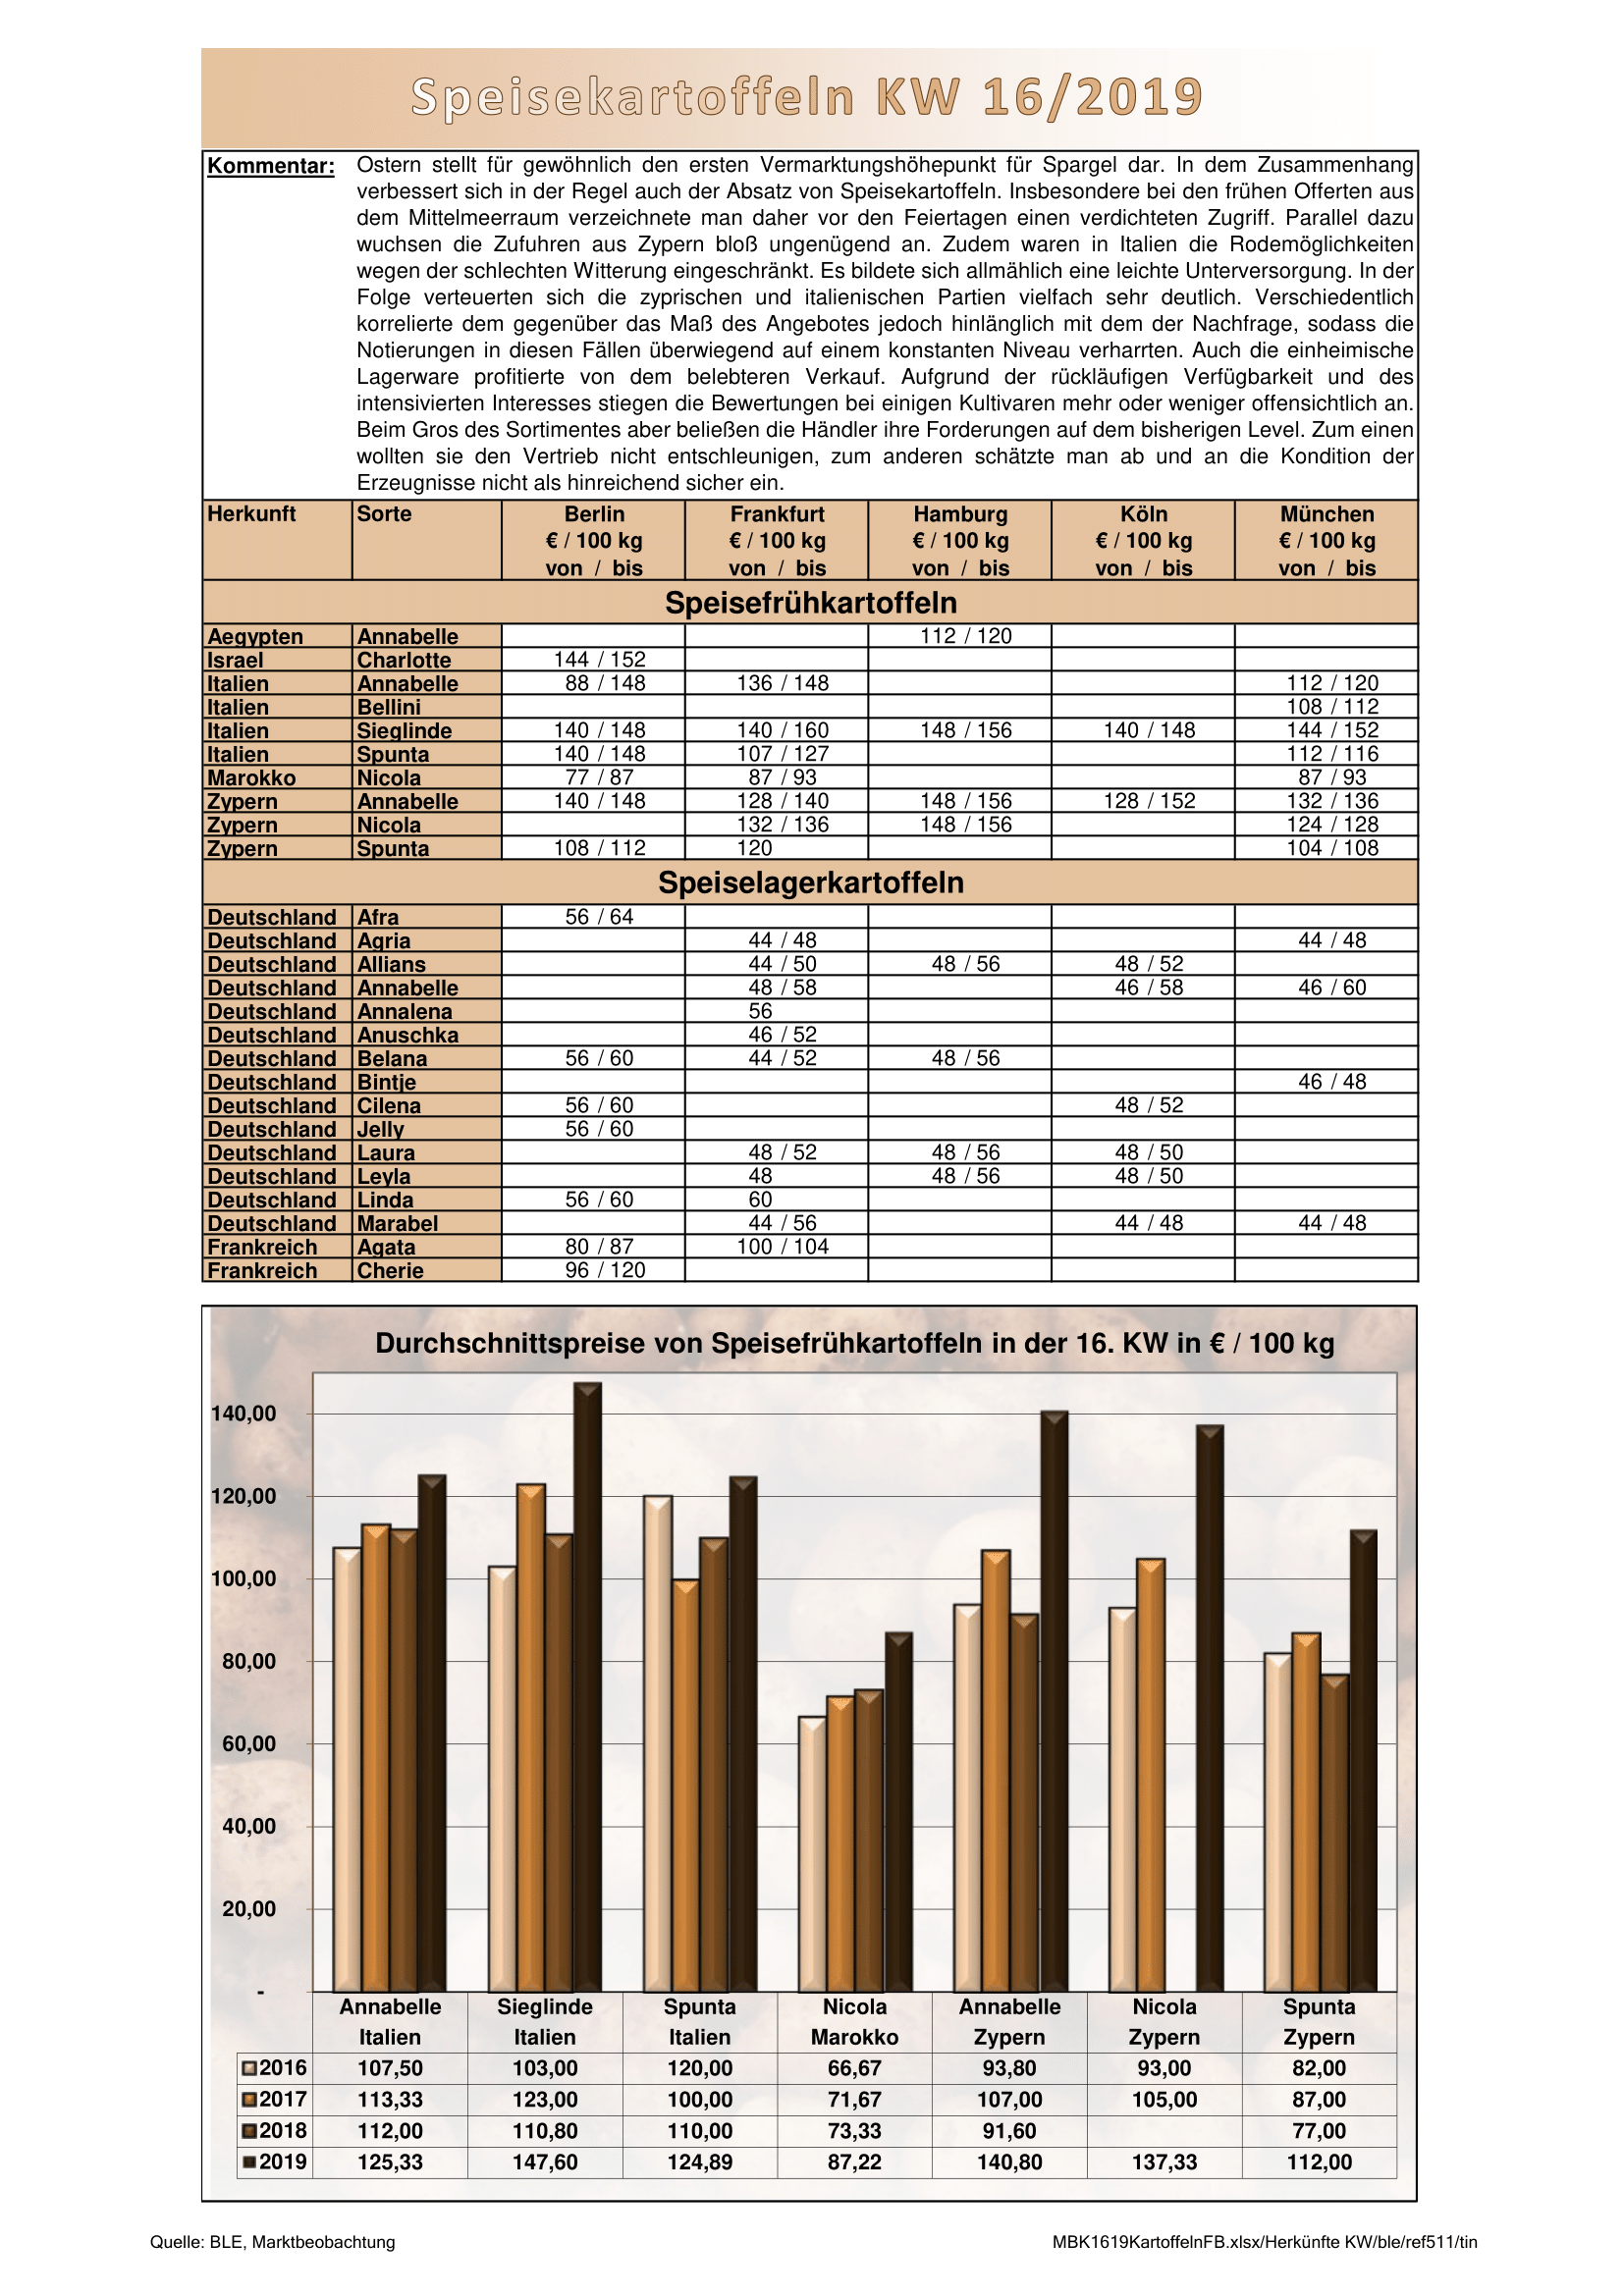 Speisekartoffeln KW 16/2019
Kommentar: Ostern stellt für gewöhnlich den ersten Vermarktungshöhepunkt für Spargel dar. In dem Zusammenhang
verbessert sich in der Regel auch der Absatz von Speisekartoffeln. Insbesondere bei den frühen Offerten aus
dem Mittelmeerraum verzeichnete man daher vor den Feiertagen einen verdichteten Zugriff. Parallel dazu
wuchsen die Zufuhren aus Zypern bloß ungenügend an. Zudem waren in Italien die Rodemöglichkeiten
wegen der schlechten Witterung eingeschränkt. Es bildete sich allmählich eine leichte Unterversorgung. In der
Folge verteuerten sich die zyprischen und italienischen Partien vielfach sehr deutlich. Verschiedentlich
korrelierte dem gegenüber das Maß des Angebotes jedoch hinlänglich mit dem der Nachfrage, sodass die
Notierungen in diesen Fällen überwiegend auf einem konstanten Niveau verharrten. Auch die einheimische
Lagerware profitierte von dem belebteren Verkauf. Aufgrund der rückläufigen Verfügbarkeit und des
intensivierten Interesses stiegen die Bewertungen bei einigen Kultivaren mehr oder weniger offensichtlich an.
Beim Gros des Sortimentes aber beließen die Händler ihre Forderungen auf dem bisherigen Level. Zum einen
wollten sie den Vertrieb nicht entschleunigen, zum anderen schätzte man ab und an die Kondition der
Erzeugnisse nicht als hinreichend sicher ein.
Herkunft Sorte Berlin Frankfurt Hamburg Köln München
€ / 100 kg € / 100 kg € / 100 kg € / 100 kg € / 100 kg
von / bis von / bis von / bis von / bis von / bis
Speisefrühkartoffeln
Aegypten Annabelle 112 / 120
Israel Charlotte 144 / 152
Italien Annabelle 88 / 148 136 / 148 112 / 120
Italien Bellini 108 / 112
Italien Sieglinde 140 / 148 140 / 160 148 / 156 140 / 148 144 / 152
Italien Spunta 140 / 148 107 / 127 112 / 116
Marokko Nicola 77 / 87 87 / 93 87 / 93
Zypern Annabelle 140 / 148 128 / 140 148 / 156 128 / 152 132 / 136
Zypern Nicola 132 / 136 148 / 156 124 / 128
Zypern Spunta 108 / 112 120 104 / 108
Speiselagerkartoffeln
Deutschland Afra 56 / 64
Deutschland Agria 44 / 48 44 / 48
Deutschland Allians 44 / 50 48 / 56 48 / 52
Deutschland Annabelle 48 / 58 46 / 58 46 / 60
Deutschland Annalena 56
Deutschland Anuschka 46 / 52
Deutschland Belana 56 / 60 44 / 52 48 / 56
Deutschland Bintje 46 / 48
Deutschland Cilena 56 / 60 48 / 52
Deutschland Jelly 56 / 60
Deutschland Laura 48 / 52 48 / 56 48 / 50
Deutschland Leyla 48 48 / 56 48 / 50
Deutschland Linda 56 / 60 60
Deutschland Marabel 44 / 56 44 / 48 44 / 48
Frankreich Agata 80 / 87 100 / 104
Frankreich Cherie 96 / 120
Durchschnittspreise von Speisefrühkartoffeln in der 16. KW in € / 100 kg
140,00
120,00
100,00
80,00
60,00
40,00
20,00
-
Annabelle Sieglinde Spunta Nicola Annabelle Nicola Spunta
Italien Italien Italien Marokko Zypern Zypern Zypern
2016 107,50 103,00 120,00 66,67 93,80 93,00 82,00
2017 113,33 123,00 100,00 71,67 107,00 105,00 87,00
2018 112,00 110,80 110,00 73,33 91,60 77,00
2019 125,33 147,60 124,89 87,22 140,80 137,33 112,00
Quelle: BLE, Marktbeobachtung MBK1619KartoffelnFB.xlsx/Herkünfte KW/ble/ref511/tin